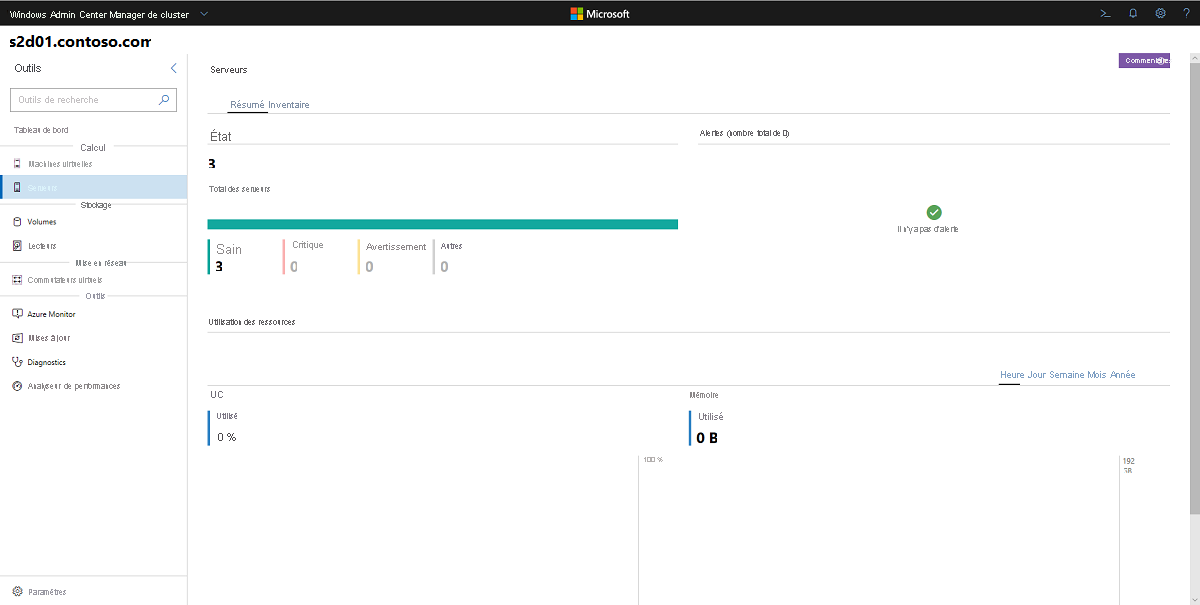 Windows Admin Center Manager de cluster
Microsoft
s2d01.contoso.com
Outils
Outils de recherche
Tableau de bord
Calcul
Machines virtuelles
Serveurs
Stockage
Volumes
Lecteurs
Mise en réseau
Commutateurs virtuels
Outils
Azure Monitor
Mises à jour
Diagnostics
Analyseur de performances
Paramètres
Serveurs
Commentaires
Résumé Inventaire
État
3
Total des serveurs
Sain
3
Critique
0
Avertissement
0
Autres
0
Alertes (nombre total de 0)
Il n'y a pas d'alerte
Utilisation des ressources
Heure Jour Semaine Mois Année
UC
Utilisé
0 %
100 %
Mémoire
Utilisé
0 B
192